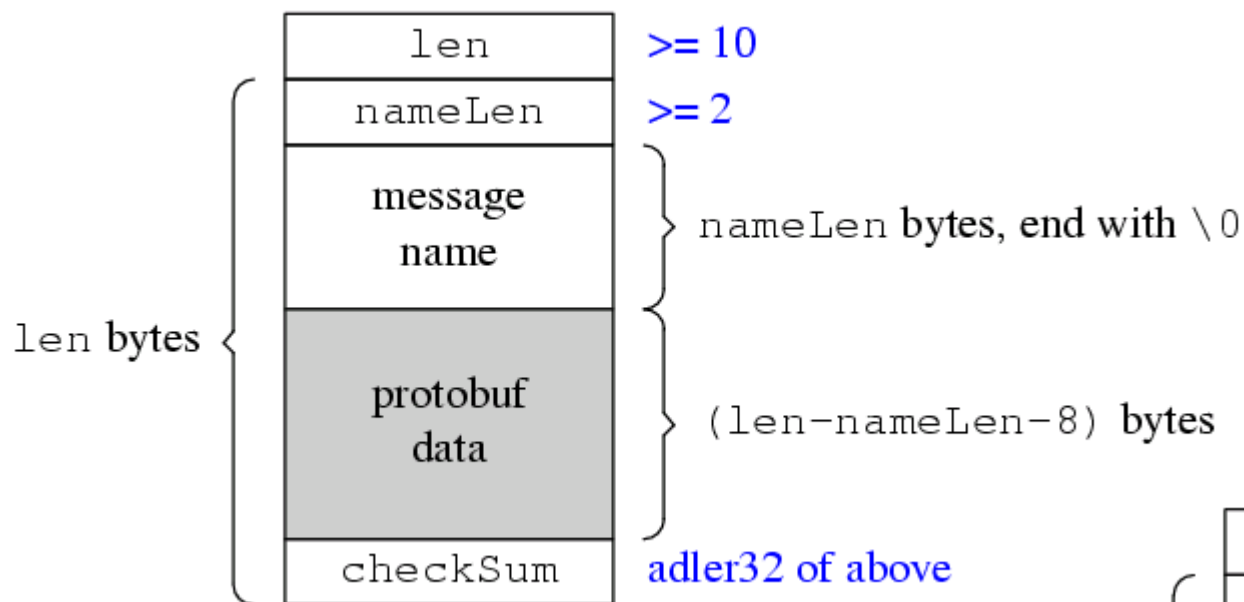 len >= 10
nameLen >= 2
message
name
nameLen bytes, end with \0
len bytes
protobuf
data
(len-nameLen-8) bytes
checkSum adler32 of above